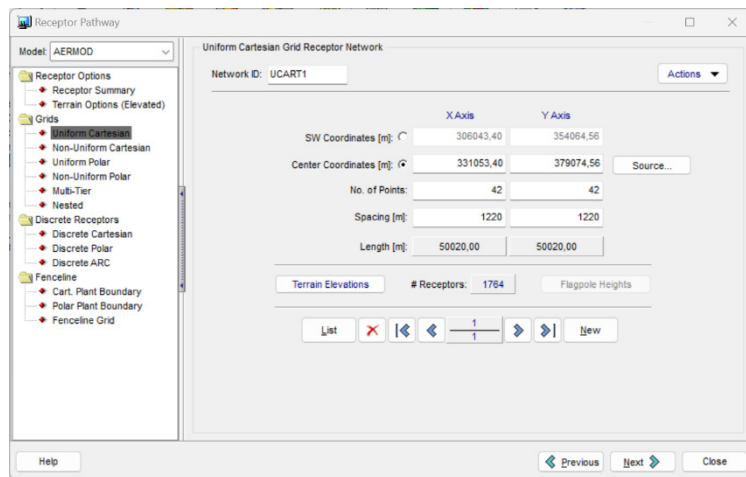 Receptor Pathway
Model: AERMOD
Receptor Options
Receptor Summary
Terrain Options (Elevated)
Grids
Uniform Cartesian
Non-Uniform Cartesian
Uniform Polar
Non-Uniform Polar
Multi-Tier
Nested
Discrete Receptors
Discrete Cartesian
Discrete Polar
Discrete ARC
Fenceline
Cart. Plant Boundary
Polar Plant Boundary
Fenceline Grid
Uniform Cartesian Grid Receptor Network
Network ID: UCART1 Actions
X Axis Y Axis
SW Coordinates [m]: 306043,40 354064,56
Center Coordinates [m]: 331053,40 379074,56 Source...
No. of Points: 42 42
Spacing [m]: 1220 1220
Length [m]: 50020,00 50020,00
Terrain Elevations # Receptors: 1764 Flagpole Heights
List 1 New
1
Help Previous Next Close